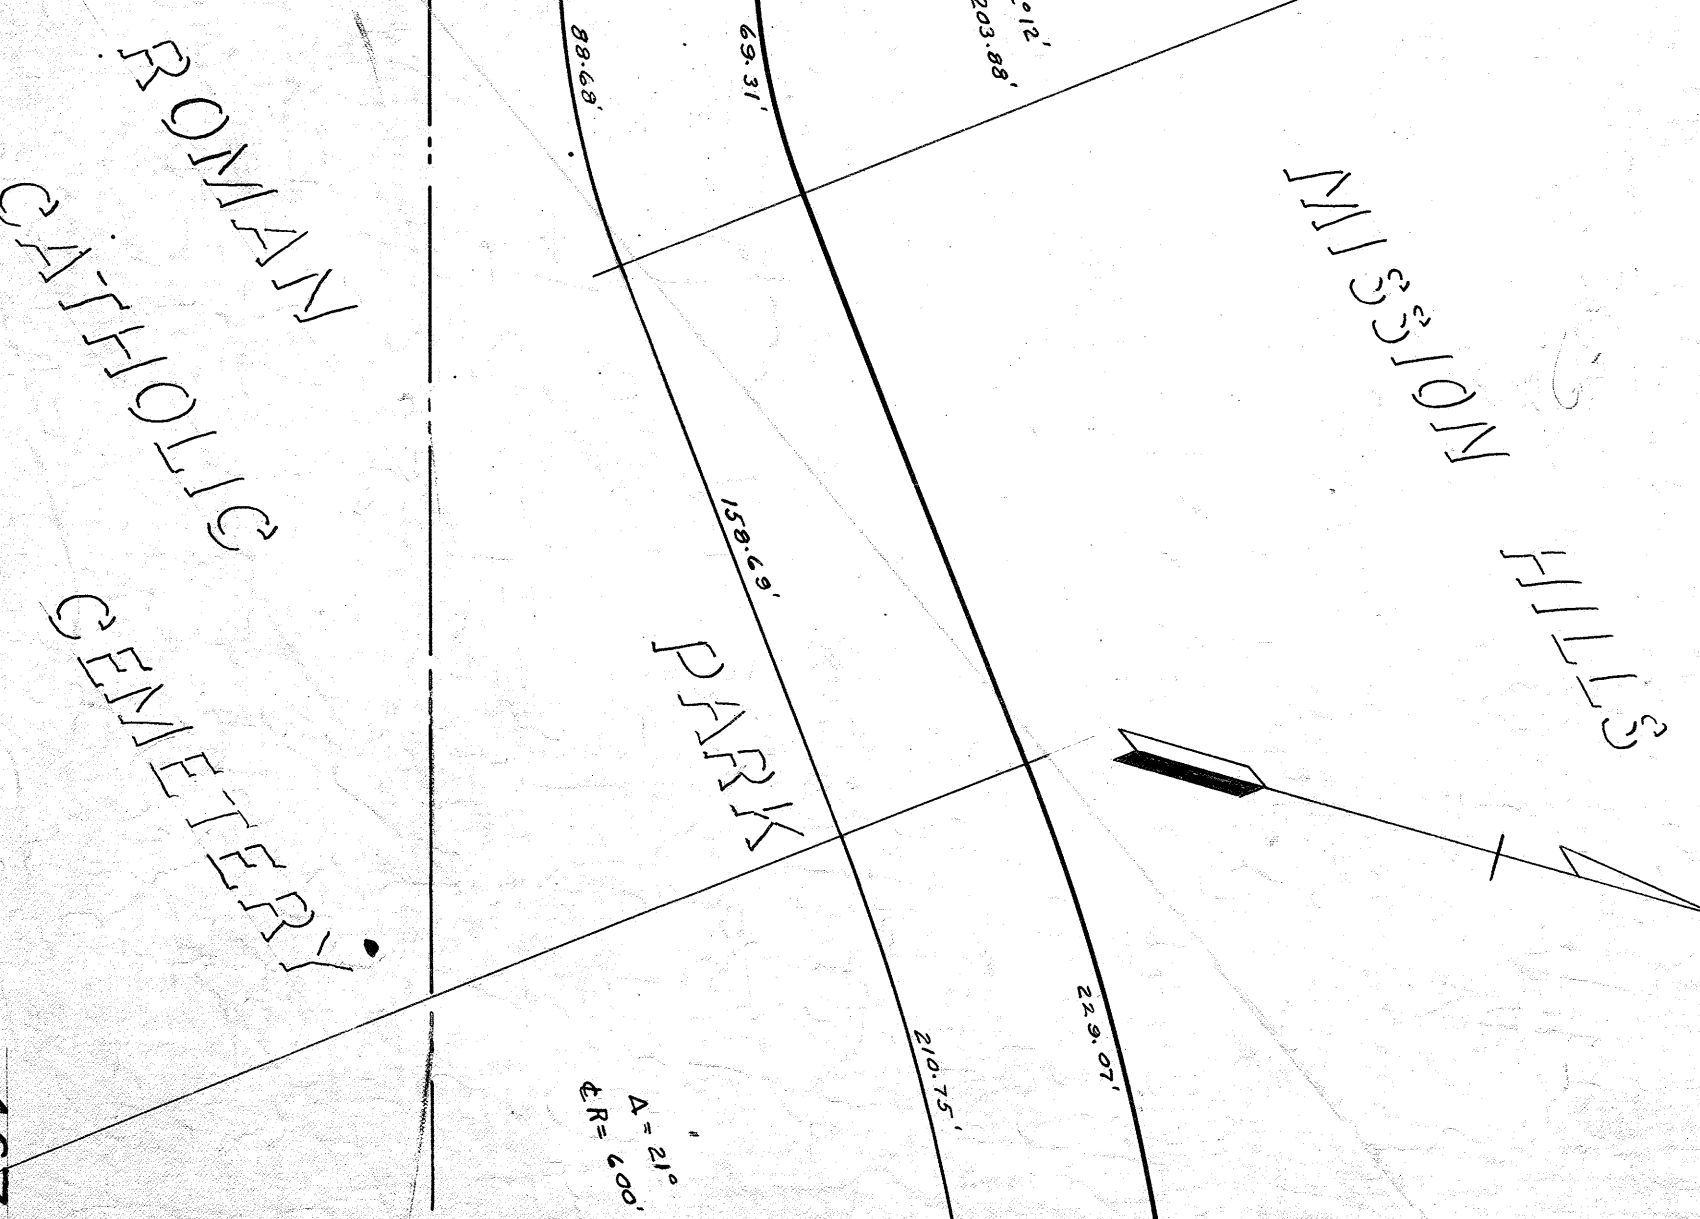 ROMAN
CATHOLIC
CEMETERY
88.68'
69.31'
203.88'
MISSION HILLS
158.69'
PARK
229.07'
210.75'
Δ = 21°
℄ R = 600'